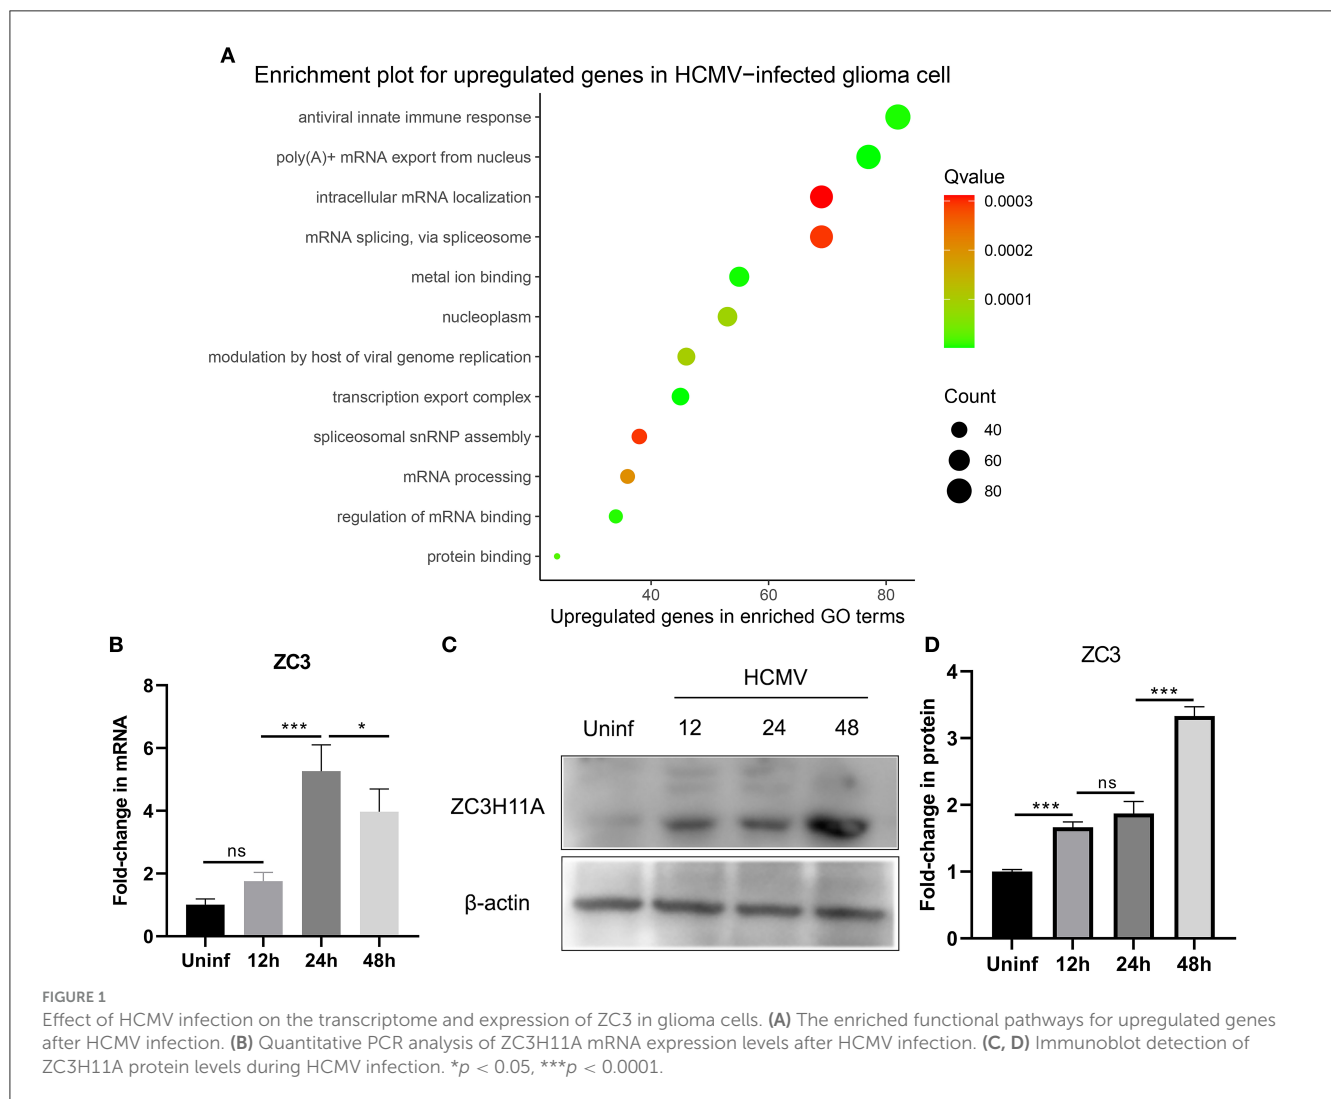 A
Enrichment plot for upregulated genes in HCMV−infected glioma cell
antiviral innate immune response
poly(A)+ mRNA export from nucleus
intracellular mRNA localization
mRNA splicing, via spliceosome
metal ion binding
nucleoplasm
modulation by host of viral genome replication
transcription export complex
spliceosomal snRNP assembly
mRNA processing
regulation of mRNA binding
protein binding
40 60 80
Upregulated genes in enriched GO terms
Qvalue
0.0003
0.0002
0.0001
Count
40
60
80
B
ZC3
Fold-change in mRNA
8
6
4
2
0
ns
***
*
Uninf 12h 24h 48h
C
HCMV
Uninf 12 24 48
ZC3H11A
β-actin
D
ZC3
Fold-change in protein
4
3
2
1
0
***
ns
***
Uninf 12h 24h 48h
FIGURE 1
Effect of HCMV infection on the transcriptome and expression of ZC3 in glioma cells. (A) The enriched functional pathways for upregulated genes
after HCMV infection. (B) Quantitative PCR analysis of ZC3H11A mRNA expression levels after HCMV infection. (C, D) Immunoblot detection of
ZC3H11A protein levels during HCMV infection. *p < 0.05, ***p < 0.0001.